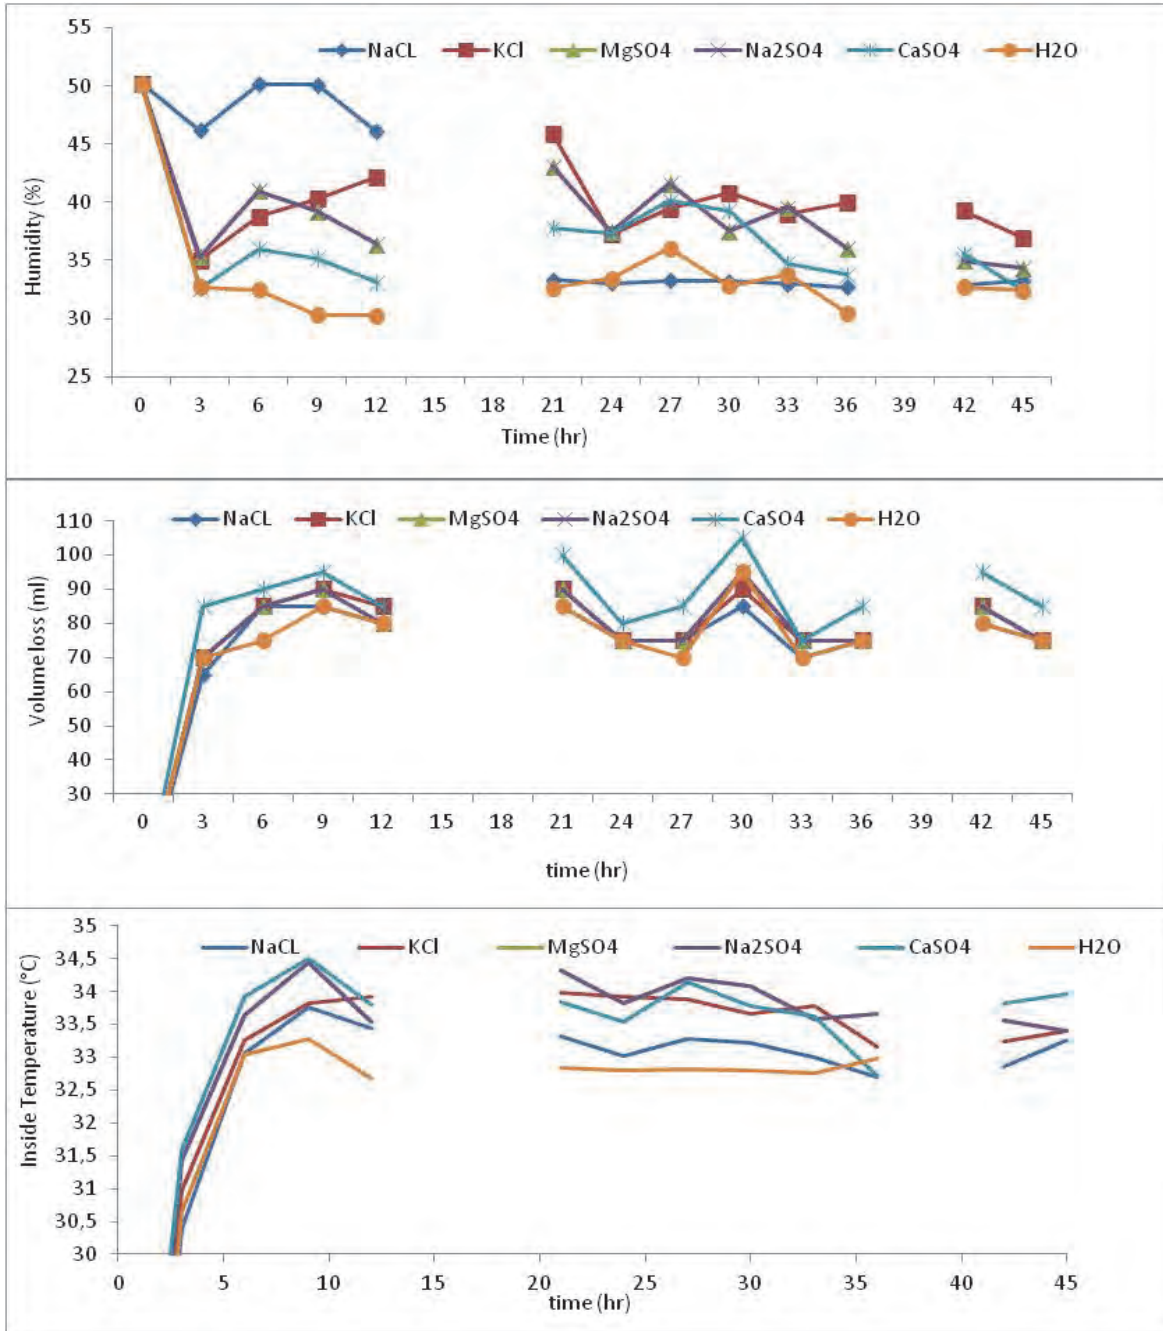 55
50
45
40
35
30
25
Humidity (%)
NaCL KCl MgSO4 Na2SO4 CaSO4 H2O
0 3 6 9 12 15 18 21 24 27 30 33 36 39 42 45
Time (hr)
110
100
90
80
70
60
50
40
30
Volume loss (ml)
NaCL KCl MgSO4 Na2SO4 CaSO4 H2O
0 3 6 9 12 15 18 21 24 27 30 33 36 39 42 45
time (hr)
35
34,5
34
33,5
33
32,5
32
31,5
31
30,5
30
Inside Temperature (°C)
NaCL KCl MgSO4 Na2SO4 CaSO4 H2O
0 5 10 15 20 25 30 35 40 45
time (hr)